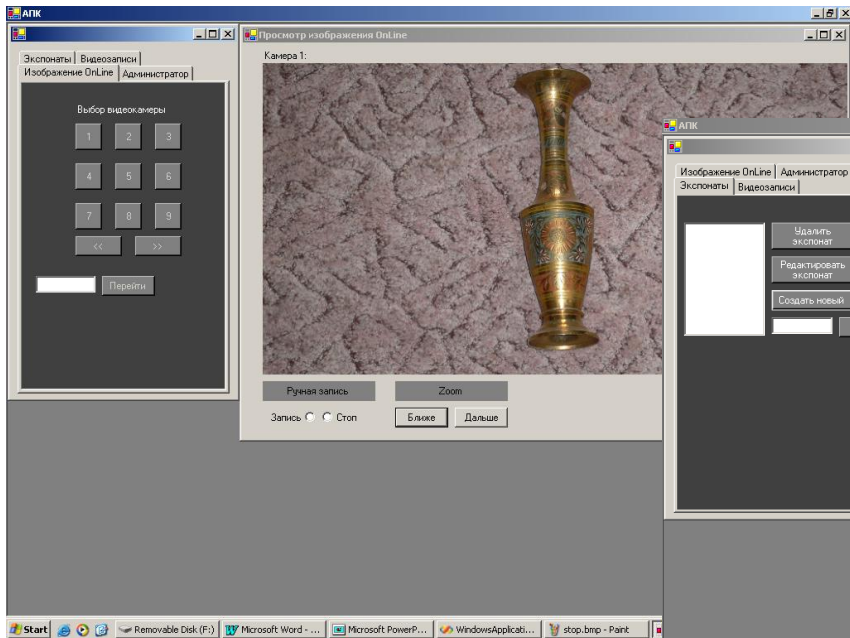 АПК
Экспонаты Видеозаписи
Изображение OnLine Администратор
Выбор видеокамеры
1 2 3
4 5 6
7 8 9
<< >>
Перейти
Просмотр изображения OnLine
Камера 1:
Ручная запись Zoom
Запись Стоп Ближе Дальше
АПК
Изображение OnLine Администратор
Экспонаты Видеозаписи
Удалить
экспонат
Редактировать
экспонат
Создать новый
Start Removable Disk (F:) Microsoft Word - ... Microsoft PowerP... WindowsApplicati... stop.bmp - Paint